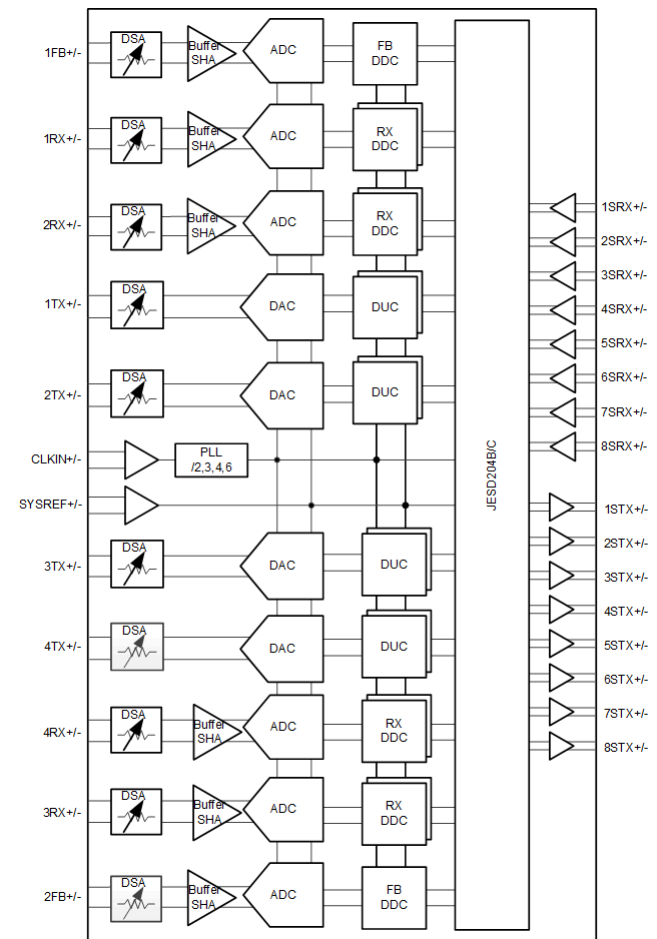 1FB+/-
DSA
Buffer
SHA
ADC
FB
DDC
1RX+/-
DSA
Buffer
SHA
ADC
RX
DDC
2RX+/-
DSA
Buffer
SHA
ADC
RX
DDC
1TX+/-
DSA
DAC
DUC
2TX+/-
DSA
DAC
DUC
CLKIN+/-
PLL
/2,3,4,6
SYSREF+/-
3TX+/-
DSA
DAC
DUC
4TX+/-
DSA
DAC
DUC
4RX+/-
DSA
Buffer
SHA
ADC
RX
DDC
3RX+/-
DSA
Buffer
SHA
ADC
RX
DDC
2FB+/-
DSA
Buffer
SHA
ADC
FB
DDC
JESD204B/C
1SRX+/-
2SRX+/-
3SRX+/-
4SRX+/-
5SRX+/-
6SRX+/-
7SRX+/-
8SRX+/-
1STX+/-
2STX+/-
3STX+/-
4STX+/-
5STX+/-
6STX+/-
7STX+/-
8STX+/-